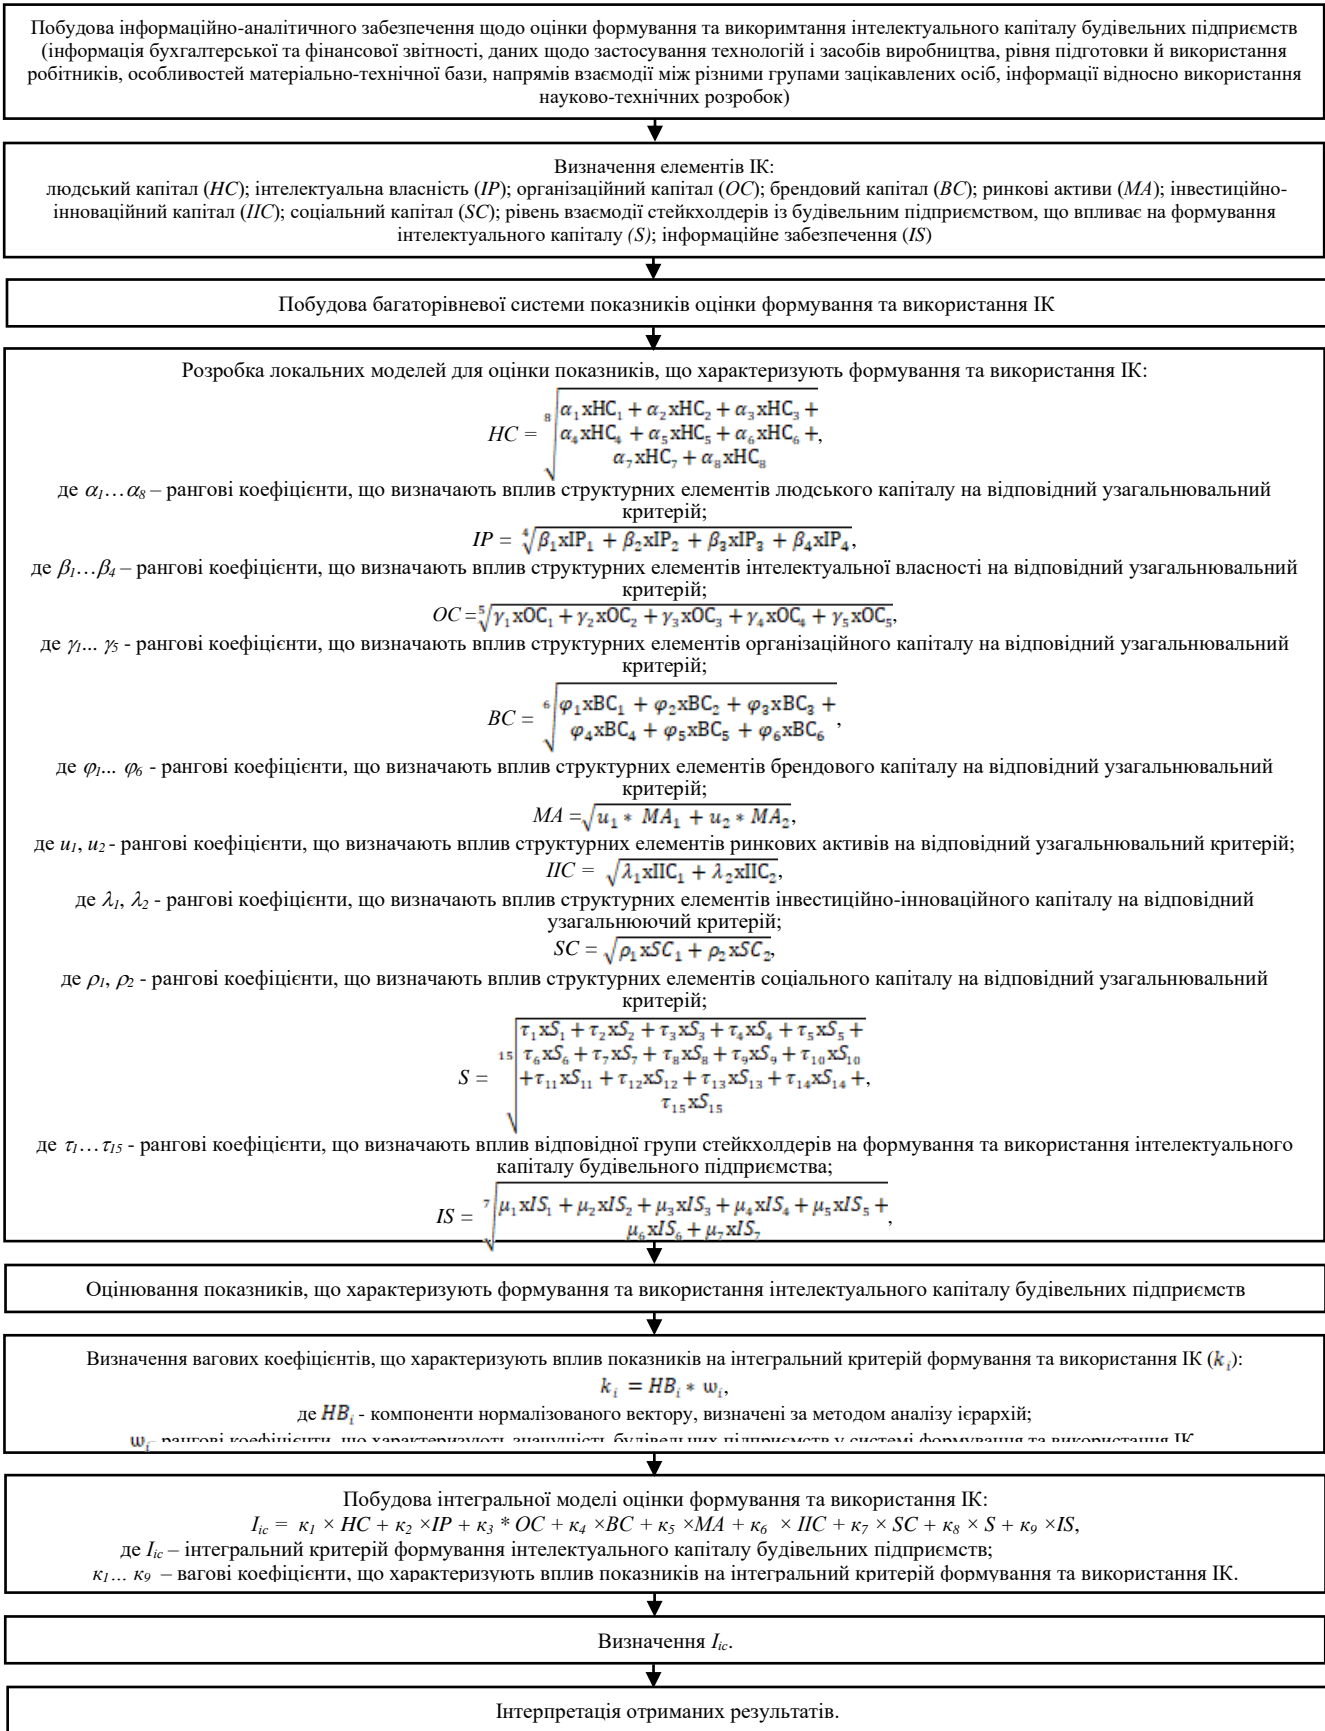 Побудова інформаційно-аналітичного забезпечення щодо оцінки формування та викоримтання інтелектуального капіталу будівельних підприємств
(інформація бухгалтерської та фінансової звітності, даних щодо застосування технологій і засобів виробництва, рівня підготовки й використання
робітників, особливостей матеріально-технічної бази, напрямів взаємодії між різними групами зацікавлених осіб, інформації відносно використання
науково-технічних розробок)
Визначення елементів ІК:
людський капітал (HC); інтелектуальна власність (IP); організаційний капітал (OC); брендовий капітал (BC); ринкові активи (MA); інвестиційно-
інноваційний капітал (IIC); соціальний капітал (SC); рівень взаємодії стейкхолдерів із будівельним підприємством, що впливає на формування
інтелектуального капіталу (S); інформаційне забезпечення (IS)
Побудова багаторівневої системи показників оцінки формування та використання ІК
Розробка локальних моделей для оцінки показників, що характеризують формування та використання ІК:
α₁xHC₁ + α₂xHC₂ + α₃xHC₃ +
HC = ⁸√ α₄xHC₄ + α₅xHC₅ + α₆xHC₆ +,
α₇xHC₇ + α₈xHC₈
де α₁…α₈ – рангові коефіцієнти, що визначають вплив структурних елементів людського капіталу на відповідний узагальнювальний
критерій;
IP = ⁴√β₁xIP₁ + β₂xIP₂ + β₃xIP₃ + β₄xIP₄,
де β₁…β₄ – рангові коефіцієнти, що визначають вплив структурних елементів інтелектуальної власності на відповідний узагальнювальний
критерій;
OC =⁵√γ₁xOC₁ + γ₂xOC₂ + γ₃xOC₃ + γ₄xOC₄ + γ₅xOC₅,
де γ₁... γ₅ - рангові коефіцієнти, що визначають вплив структурних елементів організаційного капіталу на відповідний узагальнювальний
критерій;
BC = ⁶√ φ₁xBC₁ + φ₂xBC₂ + φ₃xBC₃ +
φ₄xBC₄ + φ₅xBC₅ + φ₆xBC₆ ,
де φ₁... φ₆ - рангові коефіцієнти, що визначають вплив структурних елементів брендового капіталу на відповідний узагальнювальний
критерій;
MA =√u₁ * MA₁ + u₂ * MA₂,
де u₁, u₂ - рангові коефіцієнти, що визначають вплив структурних елементів ринкових активів на відповідний узагальнювальний критерій;
IIC = √λ₁xIIC₁ + λ₂xIIC₂,
де λ₁, λ₂ - рангові коефіцієнти, що визначають вплив структурних елементів інвестиційно-інноваційного капіталу на відповідний
узагальнюючий критерій;
SC = √ρ₁xSC₁ + ρ₂xSC₂,
де ρ₁, ρ₂ - рангові коефіцієнти, що визначають вплив структурних елементів соціального капіталу на відповідний узагальнювальний
критерій;
τ₁xS₁ + τ₂xS₂ + τ₃xS₃ + τ₄xS₄ + τ₅xS₅ +
¹⁵√ τ₆xS₆ + τ₇xS₇ + τ₈xS₈ + τ₉xS₉ + τ₁₀xS₁₀
S = +τ₁₁xS₁₁ + τ₁₂xS₁₂ + τ₁₃xS₁₃ + τ₁₄xS₁₄ +,
τ₁₅xS₁₅
де τ₁…τ₁₅ - рангові коефіцієнти, що визначають вплив відповідної групи стейкхолдерів на формування та використання інтелектуального
капіталу будівельного підприємства;
IS = ⁷√ μ₁xIS₁ + μ₂xIS₂ + μ₃xIS₃ + μ₄xIS₄ + μ₅xIS₅ +
μ₆xIS₆ + μ₇xIS₇ ,
Оцінювання показників, що характеризують формування та використання інтелектуального капіталу будівельних підприємств
Визначення вагових коефіцієнтів, що характеризують вплив показників на інтегральний критерій формування та використання ІК (kᵢ):
kᵢ = HBᵢ * wᵢ,
де HBᵢ - компоненти нормалізованого вектору, визначені за методом аналізу ієрархій;
wᵢ- рангові коефіцієнти, що характеризують значущість будівельних підприємств у системі формування та використання ІК
Побудова інтегральної моделі оцінки формування та використання ІК:
Iic = κ₁ × HC + κ₂ ×IP + κ₃ * OC + κ₄ ×BC + κ₅ ×MA + κ₆ × IIC + κ₇ × SC + κ₈ × S + κ₉ ×IS,
де Iic – інтегральний критерій формування інтелектуального капіталу будівельних підприємств;
κ₁… κ₉ – вагові коефіцієнти, що характеризують вплив показників на інтегральний критерій формування та використання ІК.
Визначення Iic.
Інтерпретація отриманих результатів.